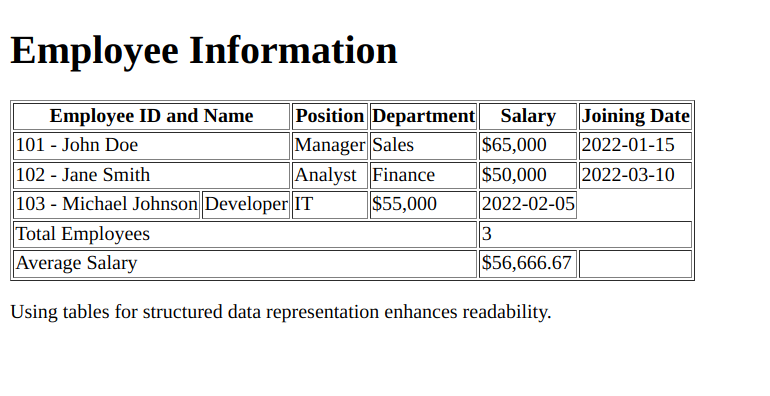 Employee Information
Employee ID and Name Position Department Salary Joining Date
101 - John Doe Manager Sales $65,000 2022-01-15
102 - Jane Smith Analyst Finance $50,000 2022-03-10
103 - Michael Johnson Developer IT $55,000 2022-02-05
Total Employees 3
Average Salary $56,666.67
Using tables for structured data representation enhances readability.